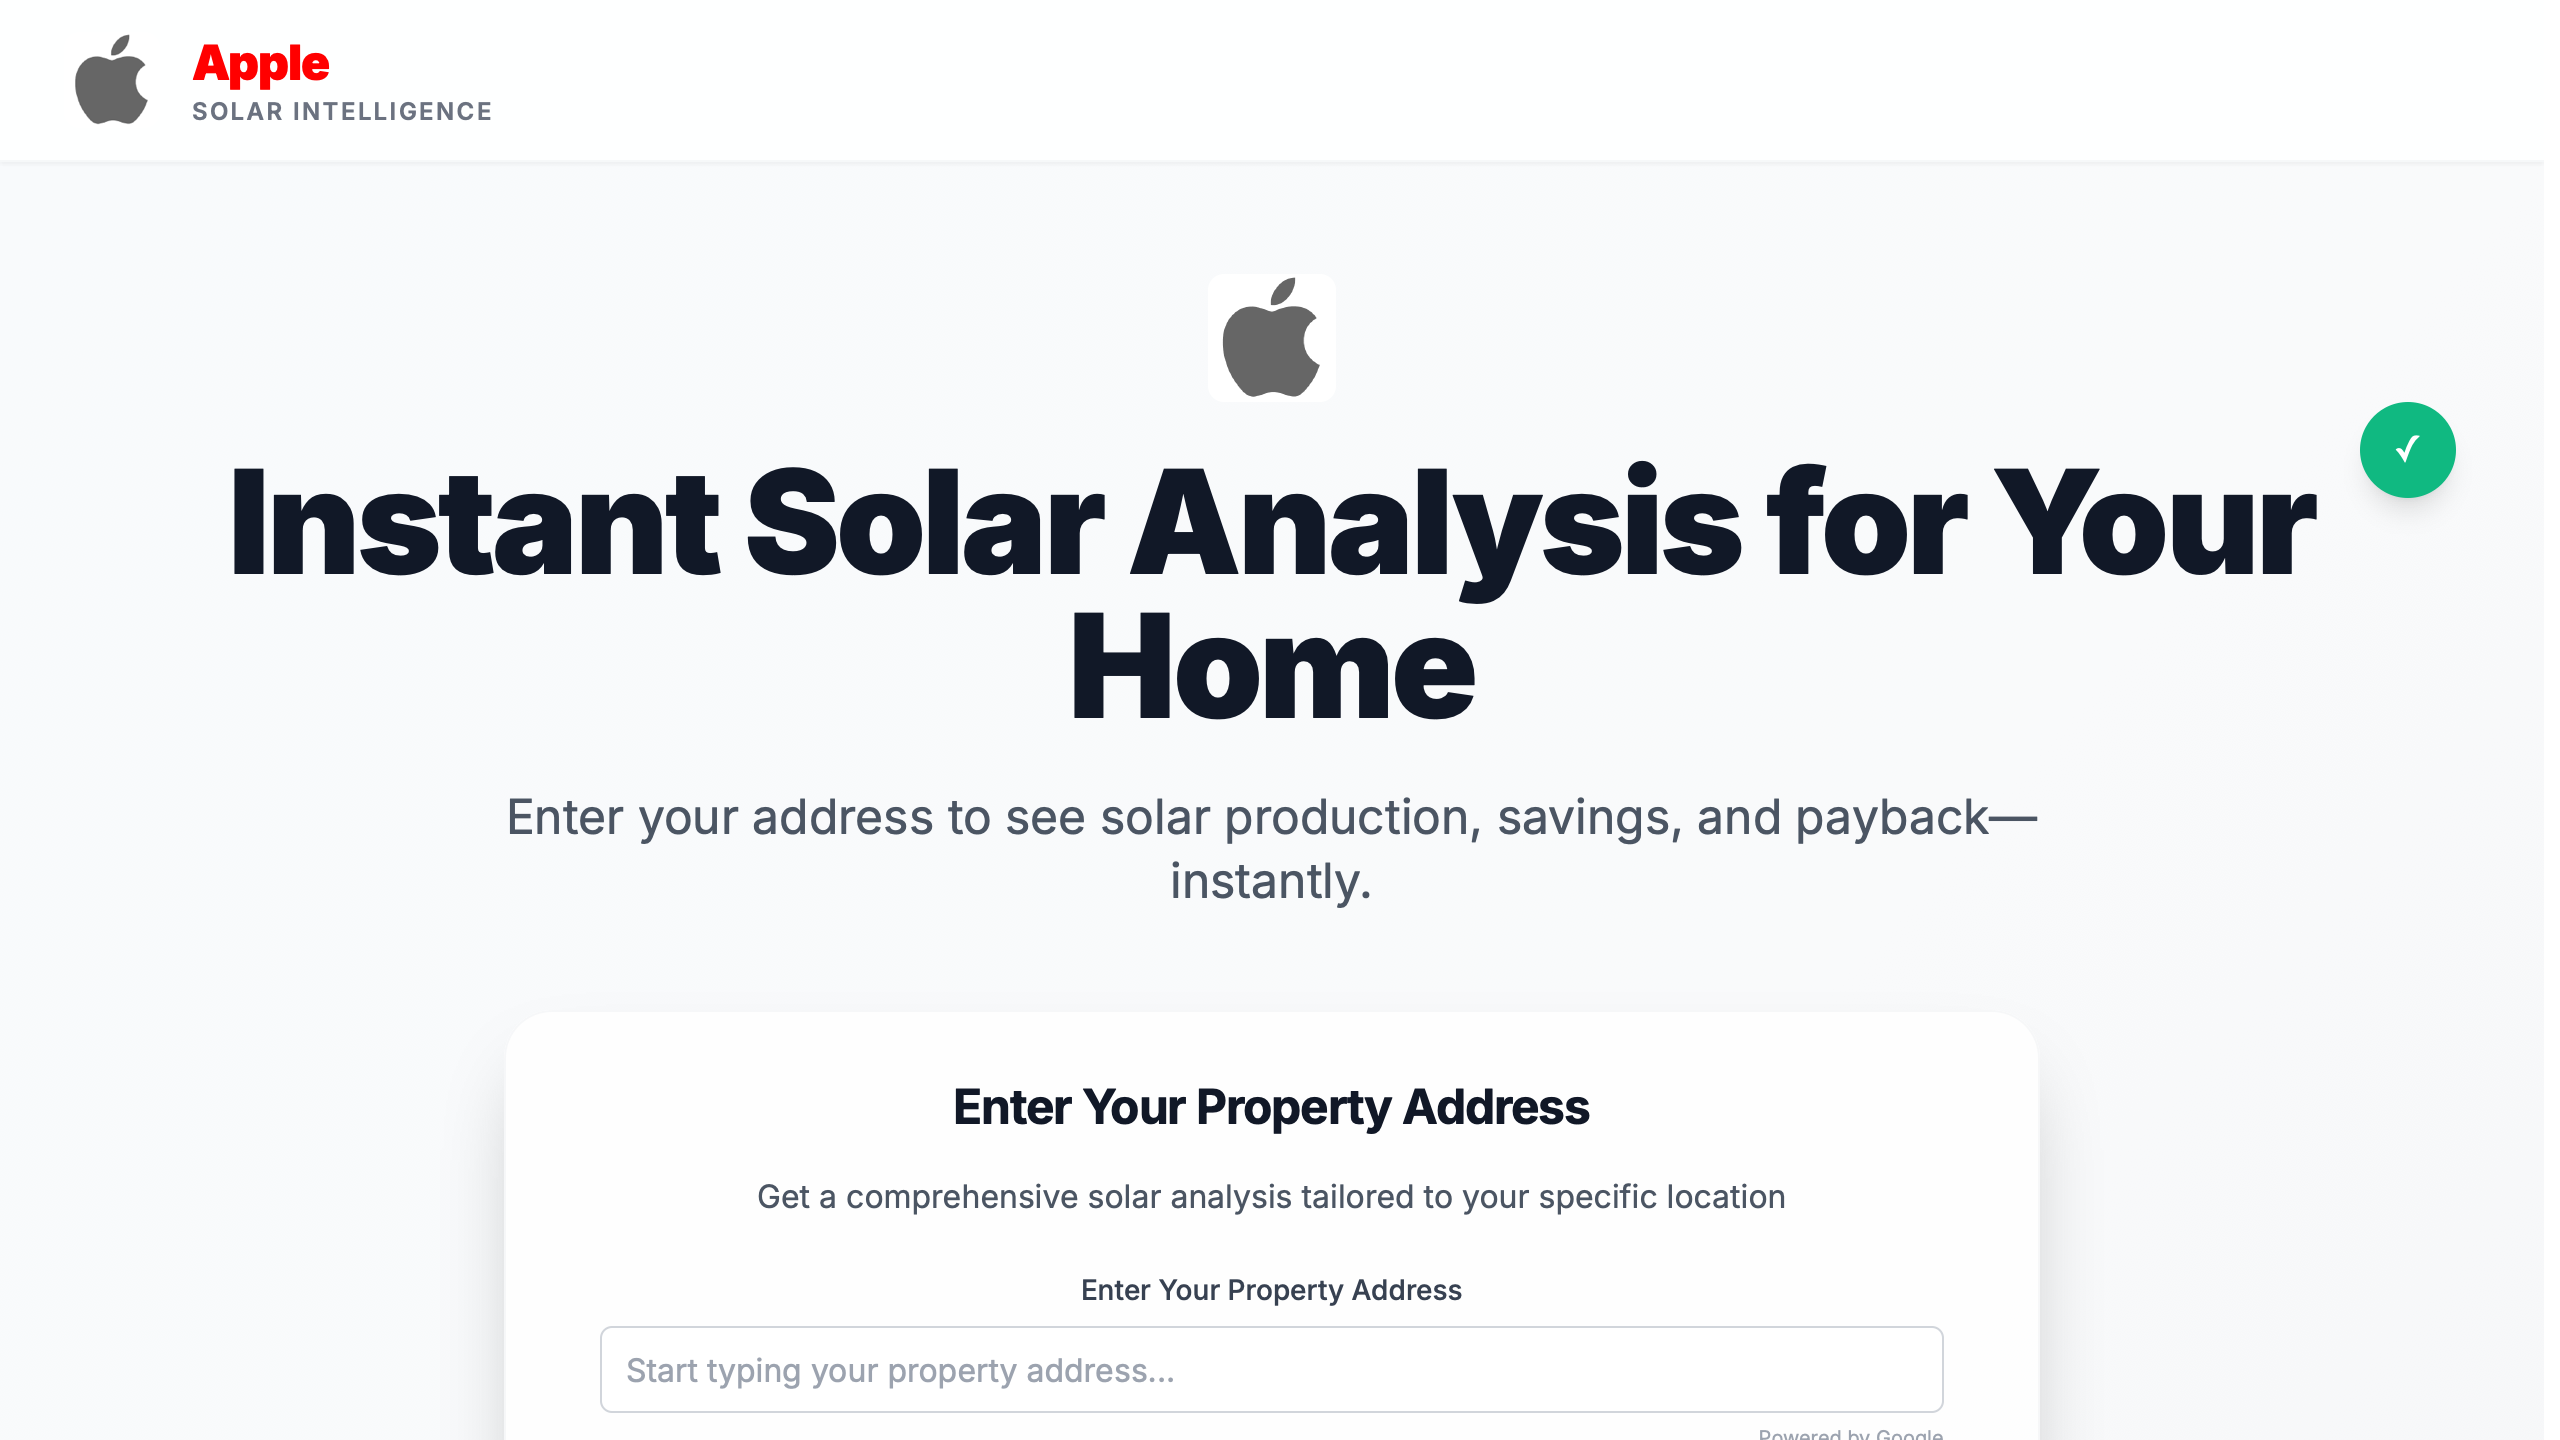 Apple
SOLAR INTELLIGENCE
✓
Instant Solar Analysis for Your
Home
Enter your address to see solar production, savings, and payback—
instantly.
Enter Your Property Address
Get a comprehensive solar analysis tailored to your specific location
Enter Your Property Address
Start typing your property address...
Powered by Google